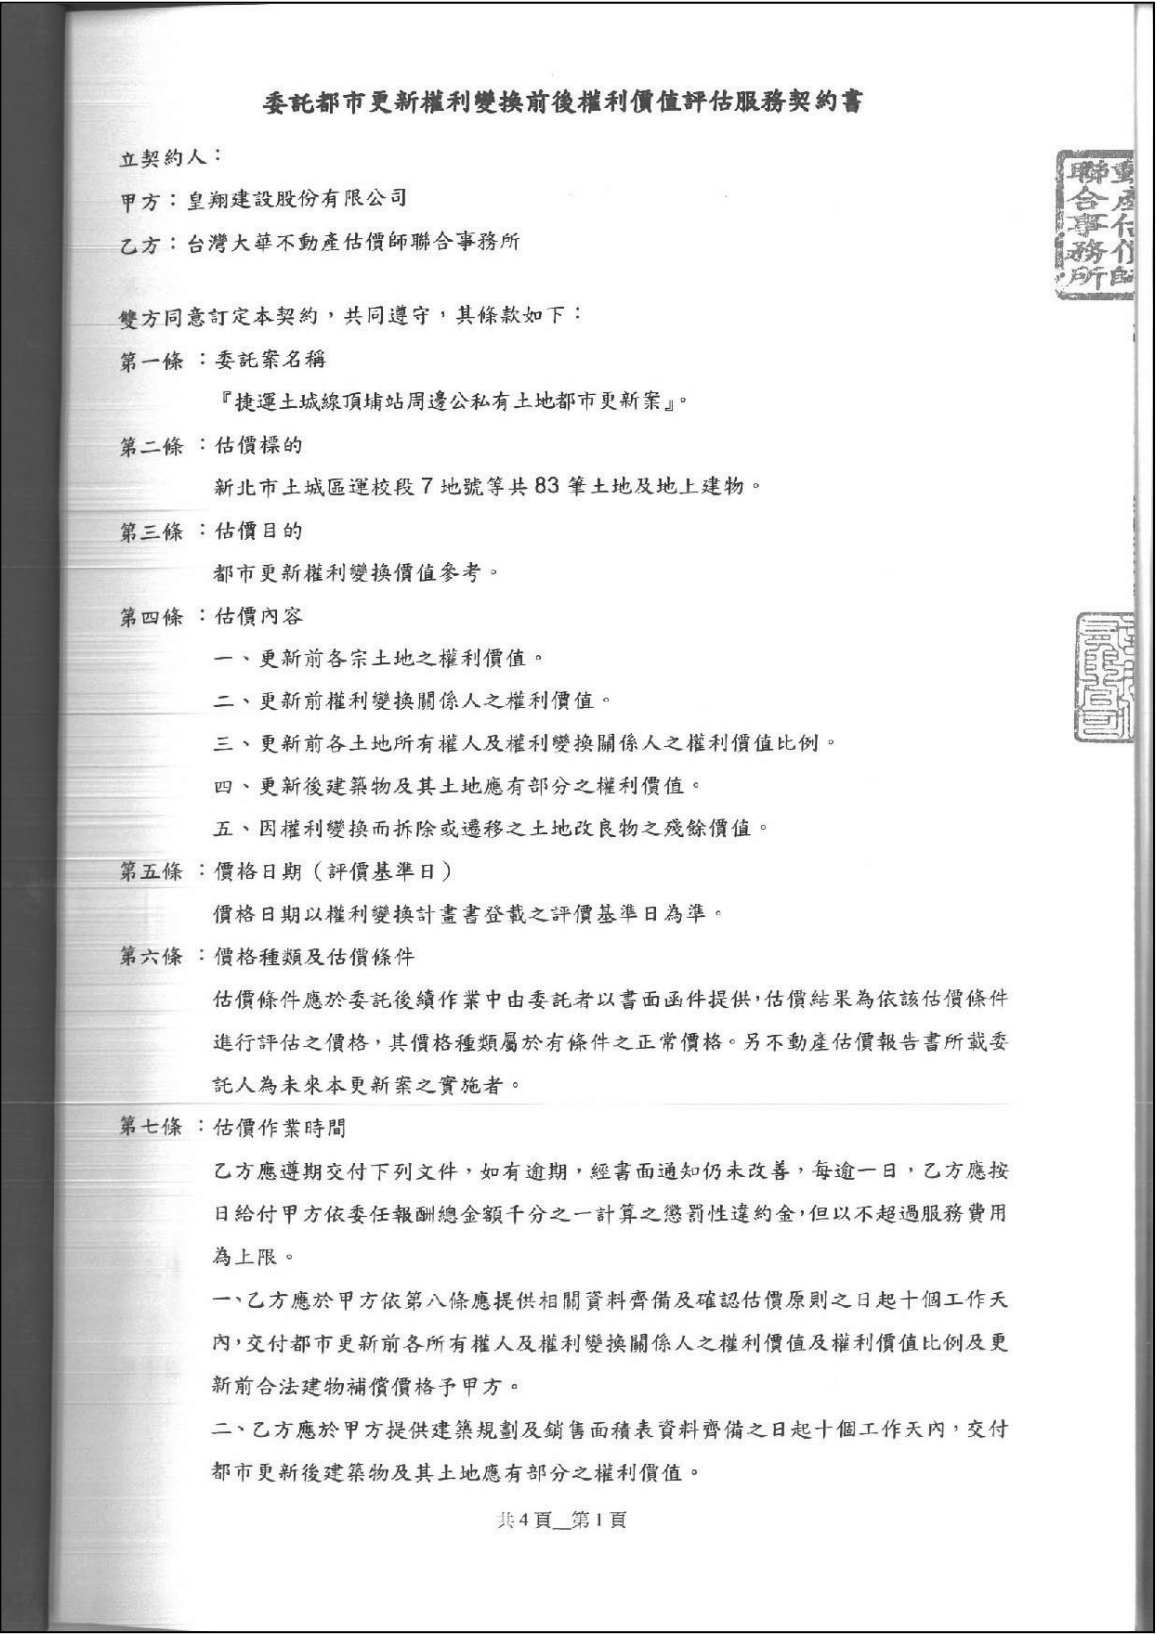 委託都市更新權利變換前後權利價值評估服務契約書
立契約人：
甲方：皇翔建設股份有限公司
乙方：台灣大華不動產估價師聯合事務所
雙方同意訂定本契約，共同遵守，其條款如下：
第一條：委託案名稱
『捷運土城線頂埔站周邊公私有土地都市更新案』。
第二條：估價標的
新北市土城區運校段7地號等共83筆土地及地上建物。
第三條：估價目的
都市更新權利變換價值參考。
第四條：估價內容
一、更新前各宗土地之權利價值。
二、更新前權利變換關係人之權利價值。
三、更新前各土地所有權人及權利變換關係人之權利價值比例。
四、更新後建築物及其土地應有部分之權利價值。
五、因權利變換而拆除或遷移之土地改良物之殘餘價值。
第五條：價格日期（評價基準日）
價格日期以權利變換計畫書登載之評價基準日為準。
第六條：價格種類及估價條件
估價條件應於委託後續作業中由委託者以書面函件提供，估價結果為依該估價條件
進行評估之價格，其價格種類屬於有條件之正常價格。另不動產估價報告書所載委
託人為未來本更新案之實施者。
第七條：估價作業時間
乙方應遵期交付下列文件，如有逾期，經書面通知仍未改善，每逾一日，乙方應按
日給付甲方依委任報酬總金額千分之一計算之懲罰性違約金，但以不超過服務費用
為上限。
一、乙方應於甲方依第八條應提供相關資料齊備及確認估價原則之日起十個工作天
內，交付都市更新前各所有權人及權利變換關係人之權利價值及權利價值比例及更
新前合法建物補償價格予甲方。
二、乙方應於甲方提供建築規劃及銷售面積表資料齊備之日起十個工作天內，交付
都市更新後建築物及其土地應有部分之權利價值。
共4頁__第1頁
聯合事務所